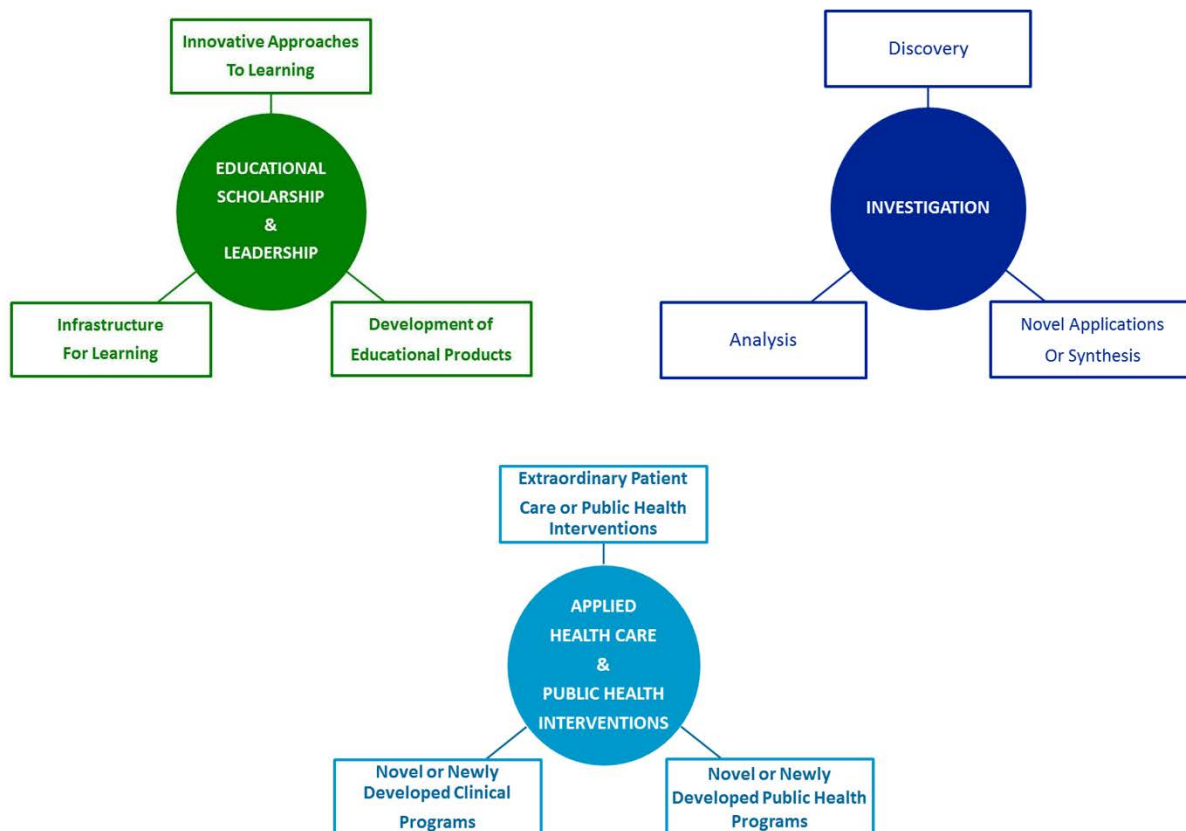 Innovative Approaches
To Learning
EDUCATIONAL
SCHOLARSHIP
&
LEADERSHIP
Infrastructure
For Learning
Development of
Educational Products
Discovery
INVESTIGATION
Analysis
Novel Applications
Or Synthesis
Extraordinary Patient
Care or Public Health
Interventions
APPLIED
HEALTH CARE
&
PUBLIC HEALTH
INTERVENTIONS
Novel or Newly
Developed Clinical
Programs
Novel or Newly
Developed Public Health
Programs